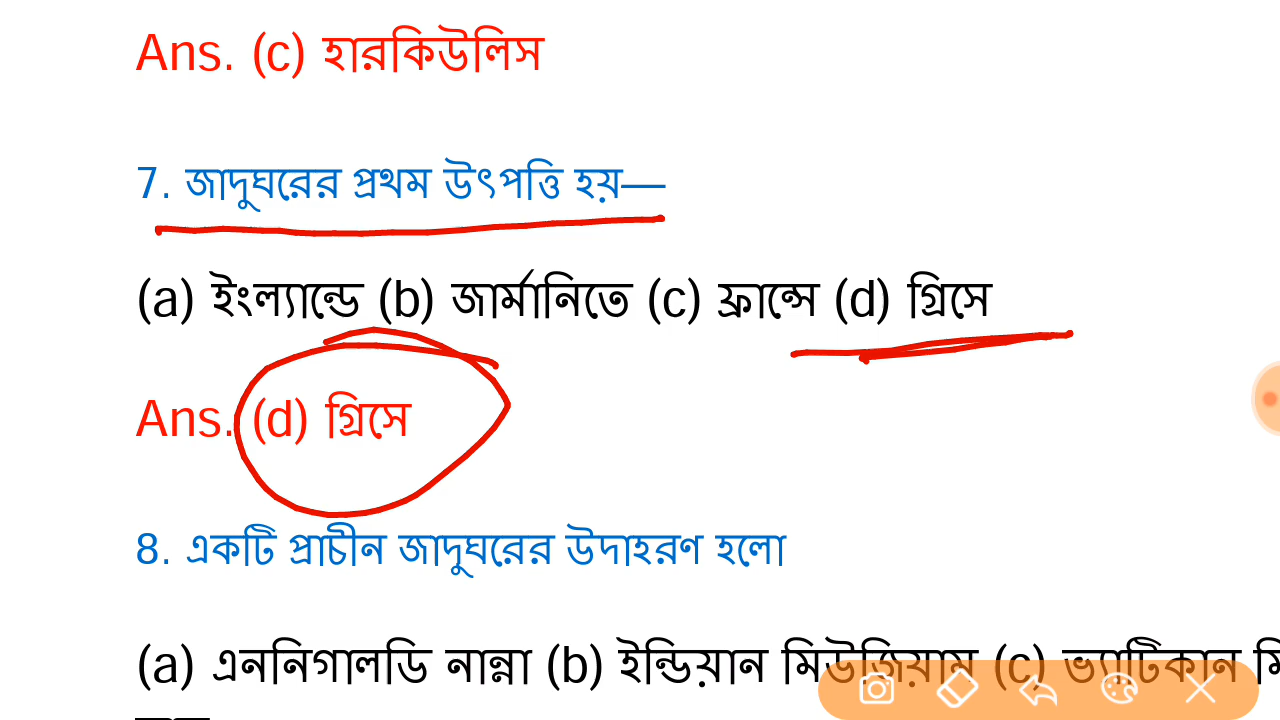 Ans. (c) হারকিউলিস
7. জাদুঘরের প্রথম উৎপত্তি হয়—
(a) ইংল্যান্ডে (b) জার্মানিতে (c) ফ্রান্সে (d) গ্রিসে
Ans. (d) গ্রিসে
8. একটি প্রাচীন জাদুঘরের উদাহরণ হলো
(a) এননিগালডি নান্না (b) ইন্ডিয়ান মিউজিয়াম (c) ভ্যাটিকান